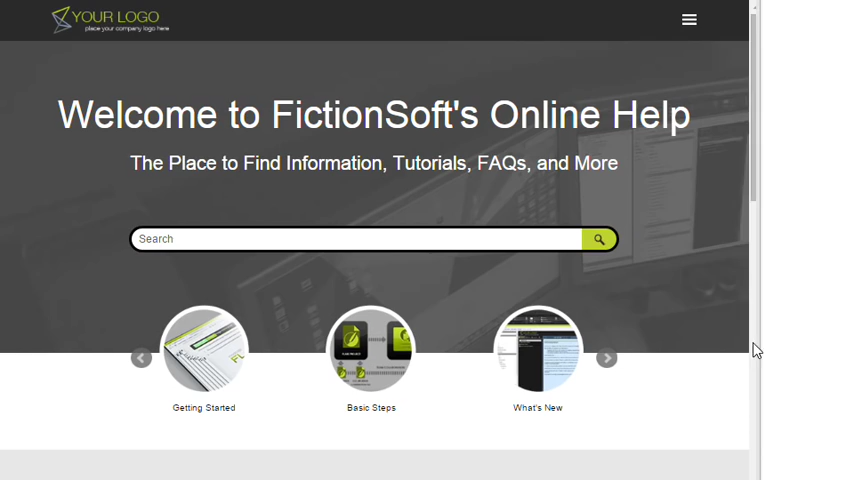 YOUR LOGO
place your company logo here
Welcome to FictionSoft's Online Help
The Place to Find Information, Tutorials, FAQs, and More
Search
Getting Started
Basic Steps
What's New